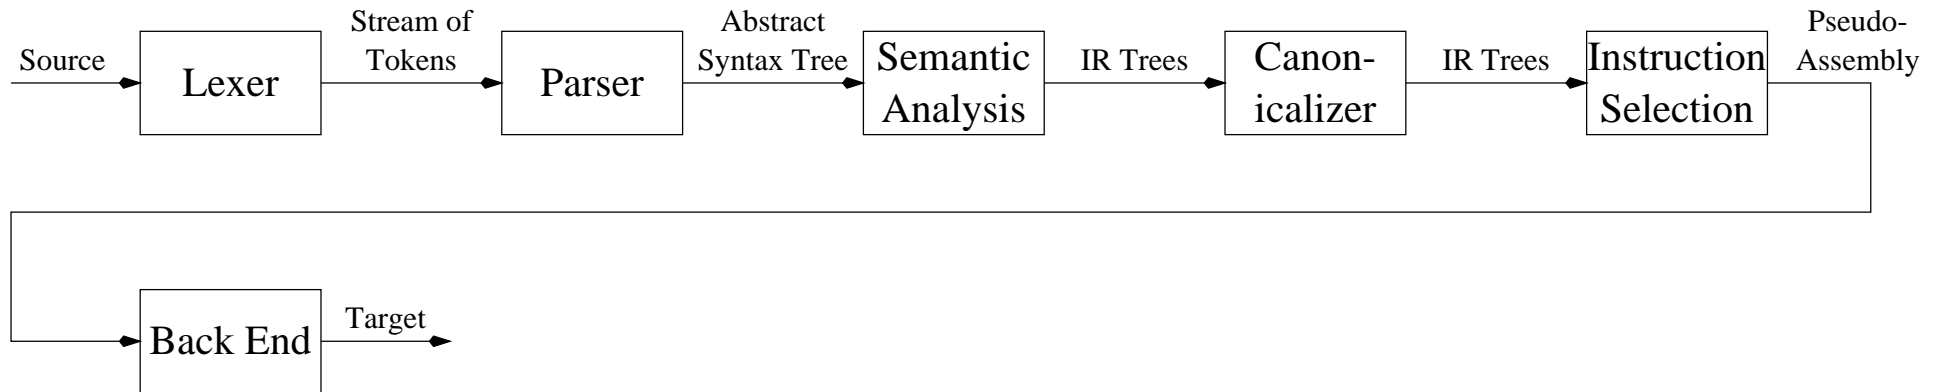 Source
Lexer
Stream of
Tokens
Parser
Abstract
Syntax Tree
Semantic
Analysis
IR Trees
Canon-
icalizer
IR Trees
Instruction
Selection
Pseudo-
Assembly
Back End
Target